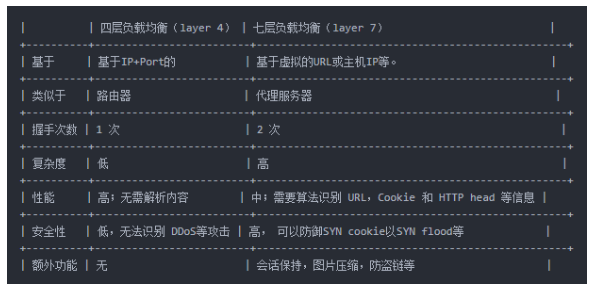 | | 四层负载均衡（layer 4） | 七层负载均衡（layer 7） |
| 基于 | 基于IP+Port的 | 基于虚拟的URL或主机IP等。 |
| 类似于 | 路由器 | 代理服务器 |
| 握手次数 | 1 次 | 2 次 |
| 复杂度 | 低 | 高 |
| 性能 | 高；无需解析内容 | 中；需要算法识别 URL，Cookie 和 HTTP head 等信息 |
| 安全性 | 低，无法识别 DDoS等攻击 | 高， 可以防御SYN cookie以SYN flood等 |
| 额外功能 | 无 | 会话保持，图片压缩，防盗链等 |